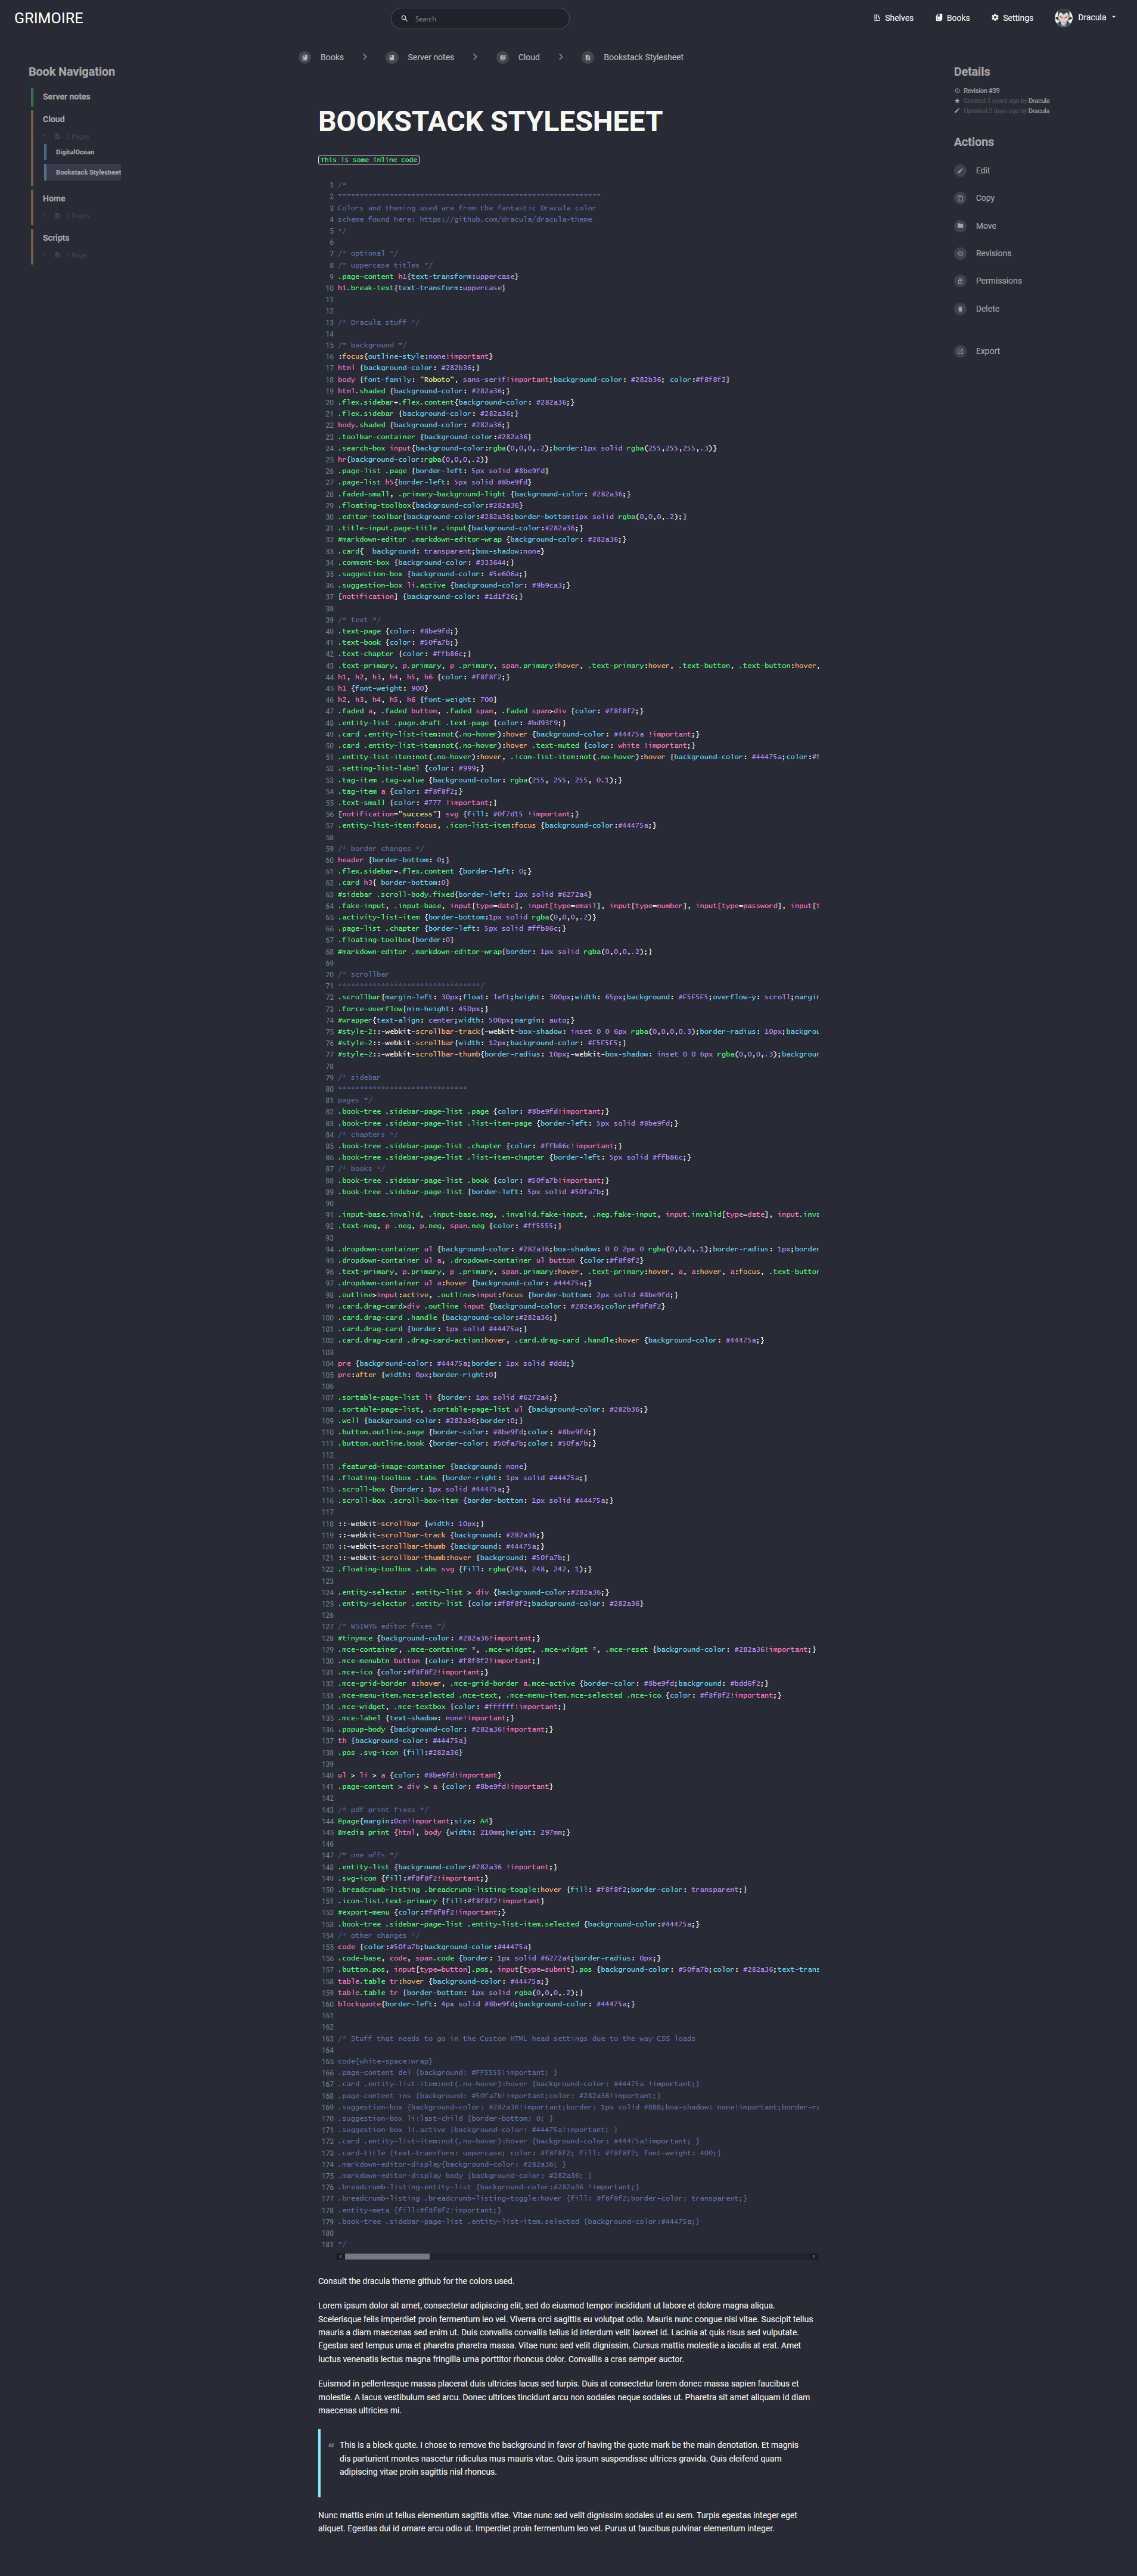 GRIMOIRE
Search
Shelves
Books
Settings
Dracula
Book Navigation
Server notes
Cloud
2 Pages
DigitalOcean
Bookstack Stylesheet
Home
2 Pages
Scripts
1 Page
Books
Server notes
Cloud
Bookstack Stylesheet
BOOKSTACK STYLESHEET
This is some inline code
1 /*
2 *************************************************************
3 Colors and theming used are from the fantastic Dracula color
4 scheme found here: https://github.com/dracula/dracula-theme
5 */
6
7 /* optional */
8 /* uppercase titles */
9 .page-content h1{text-transform:uppercase}
10 h1.break-text{text-transform:uppercase}
11
12
13 /* Dracula stuff */
14
15 /* background */
16 :focus{outline-style:none!important}
17 html {background-color: #282b36;}
18 body {font-family: "Roboto", sans-serif!important;background-color: #282b36; color:#f8f8f2}
19 html.shaded {background-color: #282a36;}
20 .flex.sidebar+.flex.content{background-color: #282a36;}
21 .flex.sidebar {background-color: #282a36;}
22 body.shaded {background-color: #282a36;}
23 .toolbar-container {background-color:#282a36}
24 .search-box input{background-color:rgba(0,0,0,.2);border:1px solid rgba(255,255,255,.3)}
25 hr{background-color:rgba(0,0,0,.2)}
26 .page-list .page {border-left: 5px solid #8be9fd}
27 .page-list h5{border-left: 5px solid #8be9fd}
28 .faded-small, .primary-background-light {background-color: #282a36;}
29 .floating-toolbox{background-color:#282a36}
30 .editor-toolbar{background-color:#282a36;border-bottom:1px solid rgba(0,0,0,.2);}
31 .title-input.page-title .input{background-color:#282a36;}
32 #markdown-editor .markdown-editor-wrap {background-color: #282a36;}
33 .card{  background: transparent;box-shadow:none}
34 .comment-box {background-color: #333644;}
35 .suggestion-box {background-color: #5e606a;}
36 .suggestion-box li.active {background-color: #9b9ca3;}
37 [notification] {background-color: #1d1f26;}
38
39 /* text */
40 .text-page {color: #8be9fd;}
41 .text-book {color: #50fa7b;}
42 .text-chapter {color: #ffb86c;}
43 .text-primary, p.primary, p .primary, span.primary:hover, .text-primary:hover, .text-button, .text-button:hover,
44 h1, h2, h3, h4, h5, h6 {color: #f8f8f2;}
45 h1 {font-weight: 900}
46 h2, h3, h4, h5, h6 {font-weight: 700}
47 .faded a, .faded button, .faded span, .faded span>div {color: #f8f8f2;}
48 .entity-list .page.draft .text-page {color: #bd93f9;}
49 .card .entity-list-item:not(.no-hover):hover {background-color: #44475a !important;}
50 .card .entity-list-item:not(.no-hover):hover .text-muted {color: white !important;}
51 .entity-list-item:not(.no-hover):hover, .icon-list-item:not(.no-hover):hover {background-color: #44475a;color:#f
52 .setting-list-label {color: #999;}
53 .tag-item .tag-value {background-color: rgba(255, 255, 255, 0.1);}
54 .tag-item a {color: #f8f8f2;}
55 .text-small {color: #777 !important;}
56 [notification="success"] svg {fill: #0f7d15 !important;}
57 .entity-list-item:focus, .icon-list-item:focus {background-color:#44475a;}
58
59 /* border changes */
60 header {border-bottom: 0;}
61 .flex.sidebar+.flex.content {border-left: 0;}
62 .card h3{ border-bottom:0}
63 #sidebar .scroll-body.fixed{border-left: 1px solid #6272a4}
64 .fake-input, .input-base, input[type=date], input[type=email], input[type=number], input[type=password], input[t
65 .activity-list-item {border-bottom:1px solid rgba(0,0,0,.2)}
66 .page-list .chapter {border-left: 5px solid #ffb86c;}
67 .floating-toolbox{border:0}
68 #markdown-editor .markdown-editor-wrap{border: 1px solid rgba(0,0,0,.2);}
69
70 /* scrollbar
71 *********************************/
72 .scrollbar{margin-left: 30px;float: left;height: 300px;width: 65px;background: #F5F5F5;overflow-y: scroll;margin
73 .force-overflow{min-height: 450px;}
74 #wrapper{text-align: center;width: 500px;margin: auto;}
75 #style-2::-webkit-scrollbar-track{-webkit-box-shadow: inset 0 0 6px rgba(0,0,0,0.3);border-radius: 10px;backgrou
76 #style-2::-webkit-scrollbar{width: 12px;background-color: #F5F5F5;}
77 #style-2::-webkit-scrollbar-thumb{border-radius: 10px;-webkit-box-shadow: inset 0 0 6px rgba(0,0,0,.3);backgroun
78
79 /* sidebar
80 ******************************
81 pages */
82 .book-tree .sidebar-page-list .page {color: #8be9fd!important;}
83 .book-tree .sidebar-page-list .list-item-page {border-left: 5px solid #8be9fd;}
84 /* chapters */
85 .book-tree .sidebar-page-list .chapter {color: #ffb86c!important;}
86 .book-tree .sidebar-page-list .list-item-chapter {border-left: 5px solid #ffb86c;}
87 /* books */
88 .book-tree .sidebar-page-list .book {color: #50fa7b!important;}
89 .book-tree .sidebar-page-list {border-left: 5px solid #50fa7b;}
90
91 .input-base.invalid, .input-base.neg, .invalid.fake-input, .neg.fake-input, input.invalid[type=date], input.inva
92 .text-neg, p .neg, p.neg, span.neg {color: #ff5555;}
93
94 .dropdown-container ul {background-color: #282a36;box-shadow: 0 0 2px 0 rgba(0,0,0,.1);border-radius: 1px;border
95 .dropdown-container ul a, .dropdown-container ul button {color:#f8f8f2}
96 .text-primary, p.primary, p .primary, span.primary:hover, .text-primary:hover, a, a:hover, a:focus, .text-button
97 .dropdown-container ul a:hover {background-color: #44475a;}
98 .outline>input:active, .outline>input:focus {border-bottom: 2px solid #8be9fd;}
99 .card.drag-card>div .outline input {background-color: #282a36;color:#f8f8f2}
100 .card.drag-card .handle {background-color:#282a36;}
101 .card.drag-card {border: 1px solid #44475a;}
102 .card.drag-card .drag-card-action:hover, .card.drag-card .handle:hover {background-color: #44475a;}
103
104 pre {background-color: #44475a;border: 1px solid #ddd;}
105 pre:after {width: 0px;border-right:0}
106
107 .sortable-page-list li {border: 1px solid #6272a4;}
108 .sortable-page-list, .sortable-page-list ul {background-color: #282b36;}
109 .well {background-color: #282a36;border:0;}
110 .button.outline.page {border-color: #8be9fd;color: #8be9fd;}
111 .button.outline.book {border-color: #50fa7b;color: #50fa7b;}
112
113 .featured-image-container {background: none}
114 .floating-toolbox .tabs {border-right: 1px solid #44475a;}
115 .scroll-box {border: 1px solid #44475a;}
116 .scroll-box .scroll-box-item {border-bottom: 1px solid #44475a;}
117
118 ::-webkit-scrollbar {width: 10px;}
119 ::-webkit-scrollbar-track {background: #282a36;}
120 ::-webkit-scrollbar-thumb {background: #44475a;}
121 ::-webkit-scrollbar-thumb:hover {background: #50fa7b;}
122 .floating-toolbox .tabs svg {fill: rgba(248, 248, 242, 1);}
123
124 .entity-selector .entity-list > div {background-color:#282a36;}
125 .entity-selector .entity-list {color:#f8f8f2;background-color: #282a36}
126
127 /* WSIWYG editor fixes */
128 #tinymce {background-color: #282a36!important;}
129 .mce-container, .mce-container *, .mce-widget, .mce-widget *, .mce-reset {background-color: #282a36!important;}
130 .mce-menubtn button {color: #f8f8f2!important;}
131 .mce-ico {color:#f8f8f2!important;}
132 .mce-grid-border a:hover, .mce-grid-border a.mce-active {border-color: #8be9fd;background: #bdd6f2;}
133 .mce-menu-item.mce-selected .mce-text, .mce-menu-item.mce-selected .mce-ico {color: #f8f8f2!important;}
134 .mce-widget, .mce-textbox {color: #ffffff!important;}
135 .mce-label {text-shadow: none!important;}
136 .popup-body {background-color: #282a36!important;}
137 th {background-color: #44475a}
138 .pos .svg-icon {fill:#282a36}
139
140 ul > li > a {color: #8be9fd!important}
141 .page-content > div > a {color: #8be9fd!important}
142
143 /* pdf print fixes */
144 @page{margin:0cm!important;size: A4}
145 @media print {html, body {width: 210mm;height: 297mm;}
146
147 /* one offs */
148 .entity-list {background-color:#282a36 !important;}
149 .svg-icon {fill:#f8f8f2!important;}
150 .breadcrumb-listing .breadcrumb-listing-toggle:hover {fill: #f8f8f2;border-color: transparent;}
151 .icon-list.text-primary {fill:#f8f8f2!important}
152 #export-menu {color:#f8f8f2!important;}
153 .book-tree .sidebar-page-list .entity-list-item.selected {background-color:#44475a;}
154 /* other changes */
155 code {color:#50fa7b;background-color:#44475a}
156 .code-base, code, span.code {border: 1px solid #6272a4;border-radius: 0px;}
157 .button.pos, input[type=button].pos, input[type=submit].pos {background-color: #50fa7b;color: #282a36;text-trans
158 table.table tr:hover {background-color: #44475a;}
159 table.table tr {border-bottom: 1px solid rgba(0,0,0,.2);}
160 blockquote{border-left: 4px solid #8be9fd;background-color: #44475a;}
161
162
163 /* Stuff that needs to go in the Custom HTML head settings due to the way CSS loads
164
165 code{white-space:wrap}
166 .page-content del {background: #FF5555!important; }
167 .card .entity-list-item:not(.no-hover):hover {background-color: #44475a !important;}
168 .page-content ins {background: #50fa7b!important;color: #282a36!important;}
169 .suggestion-box {background-color: #282a36!important;border: 1px solid #BBB;box-shadow: none!important;border-ra
170 .suggestion-box li:last-child {border-bottom: 0; }
171 .suggestion-box li.active {background-color: #44475a!important; }
172 .card .entity-list-item:not(.no-hover):hover {background-color: #44475a!important; }
173 .card-title {text-transform: uppercase; color: #f8f8f2; fill: #f8f8f2; font-weight: 400;}
174 .markdown-editor-display{background-color: #282a36; }
175 .markdown-editor-display body {background-color: #282a36; }
176 .breadcrumb-listing-entity-list {background-color:#282a36 !important;}
177 .breadcrumb-listing .breadcrumb-listing-toggle:hover {fill: #f8f8f2;border-color: transparent;}
178 .entity-meta {fill:#f8f8f2!important;}
179 .book-tree .sidebar-page-list .entity-list-item.selected {background-color:#44475a;}
180
181 */
Consult the dracula theme github for the colors used.
Lorem ipsum dolor sit amet, consectetur adipiscing elit, sed do eiusmod tempor incididunt ut labore et dolore magna aliqua.
Scelerisque felis imperdiet proin fermentum leo vel. Viverra orci sagittis eu volutpat odio. Mauris nunc congue nisi vitae. Suscipit tellus
mauris a diam maecenas sed enim ut. Duis convallis convallis tellus id interdum velit laoreet id. Lacinia at quis risus sed vulputate.
Egestas sed tempus urna et pharetra pharetra massa. Vitae nunc sed velit dignissim. Cursus mattis molestie a iaculis at erat. Amet
luctus venenatis lectus magna fringilla urna porttitor rhoncus dolor. Convallis a cras semper auctor.
Euismod in pellentesque massa placerat duis ultricies lacus sed turpis. Duis at consectetur lorem donec massa sapien faucibus et
molestie. A lacus vestibulum sed arcu. Donec ultrices tincidunt arcu non sodales neque sodales ut. Pharetra sit amet aliquam id diam
maecenas ultricies mi.
“ This is a block quote. I chose to remove the background in favor of having the quote mark be the main denotation. Et magnis
dis parturient montes nascetur ridiculus mus mauris vitae. Quis ipsum suspendisse ultrices gravida. Quis eleifend quam
adipiscing vitae proin sagittis nisl rhoncus.
Nunc mattis enim ut tellus elementum sagittis vitae. Vitae nunc sed velit dignissim sodales ut eu sem. Turpis egestas integer eget
aliquet. Egestas dui id ornare arcu odio ut. Imperdiet proin fermentum leo vel. Purus ut faucibus pulvinar elementum integer.
Details
Revision #39
Created 2 years ago by Dracula
Updated 2 days ago by Dracula
Actions
Edit
Copy
Move
Revisions
Permissions
Delete
Export